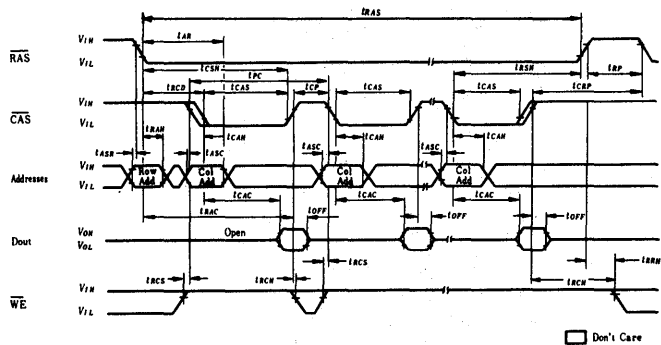 tRAS
VIH
tAR
RAS
VIL
tCSH
tRSH
tRP
tPC
tRCD
tCAS
tCP
tCAS
tCAS
tCRP
VIH
CAS
VIL
tCAH
tRAH
tCAH
tCAH
tASR
tASC
tASC
tASC
VIH
Row Add
Col Add
Col Add
Col Add
Addresses
VIL
tCAC
tCAC
tCAC
tRAC
tOFF
tOFF
tOFF
VOH
Open
Dout
VOL
tRCS
tRCH
tRCS
tRCH
tRRH
VIH
WE
VIL
Don't Care